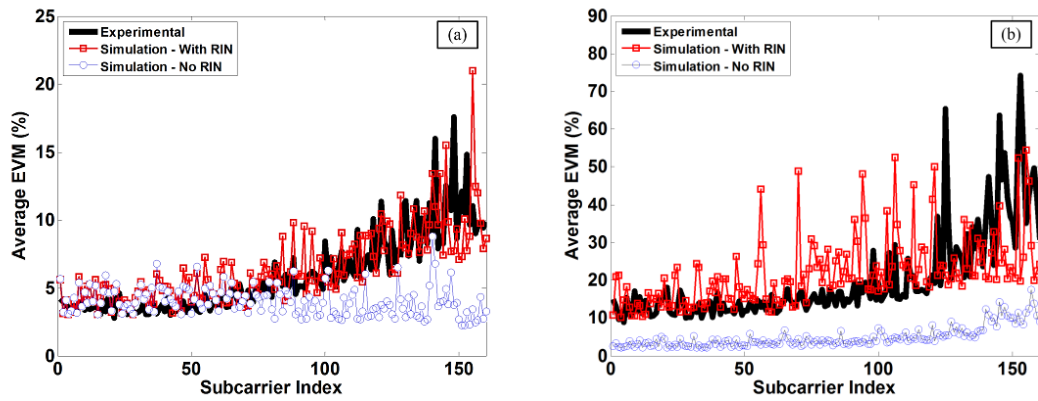 25
20
15
10
5
0
Average EVM (%)
Experimental
Simulation - With RIN
Simulation - No RIN
(a)
0
50
100
150
Subcarrier Index
90
80
70
60
50
40
30
20
10
0
Average EVM (%)
Experimental
Simulation - With RIN
Simulation - No RIN
(b)
0
50
100
150
Subcarrier Index